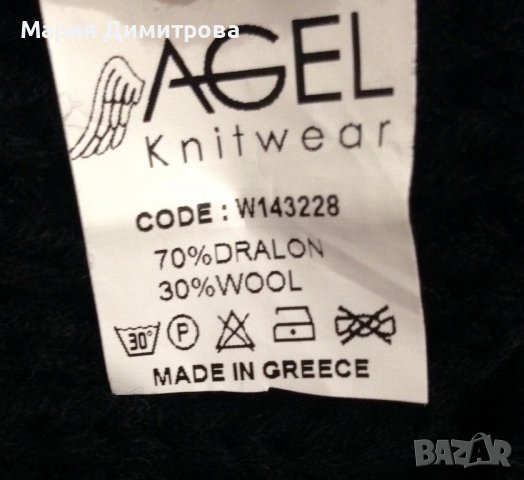 Мария Димитрова
AGEL
Knitwear
CODE : W143228
70%DRALON
30%WOOL
30° P
MADE IN GREECE
BAZAR